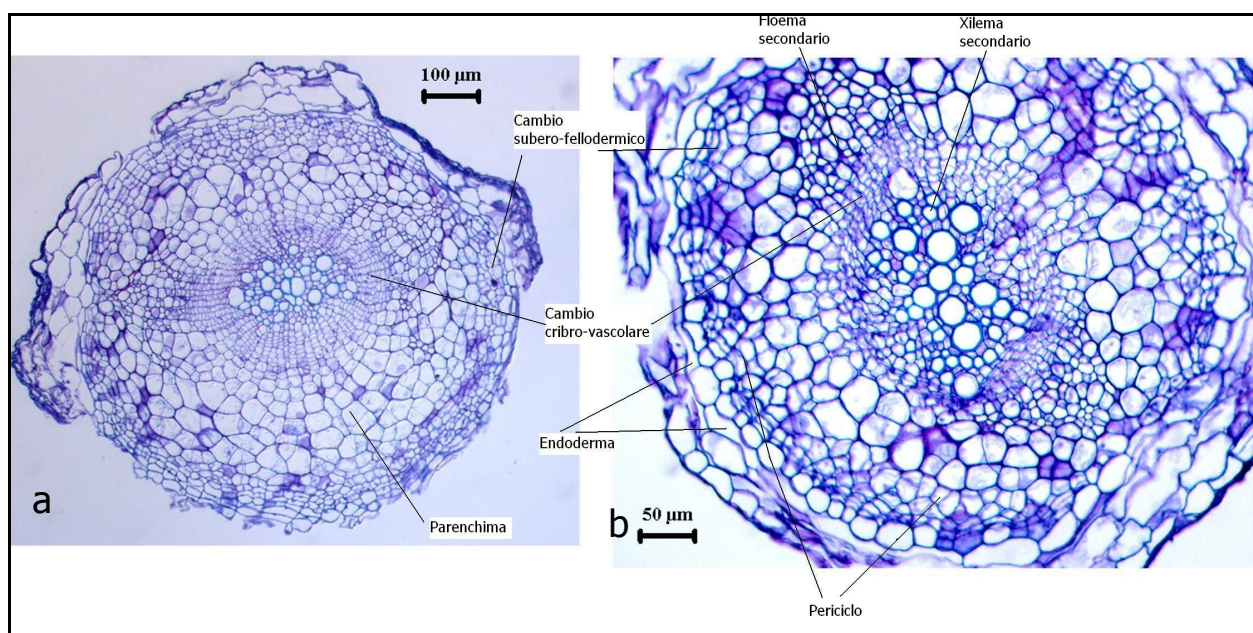 Floema
secondario
Xilema
secondario
100 µm
Cambio
subero-fellodermico
Cambio
cribro-vascolare
Endoderma
a
Parenchima
b
50 µm
Periciclo